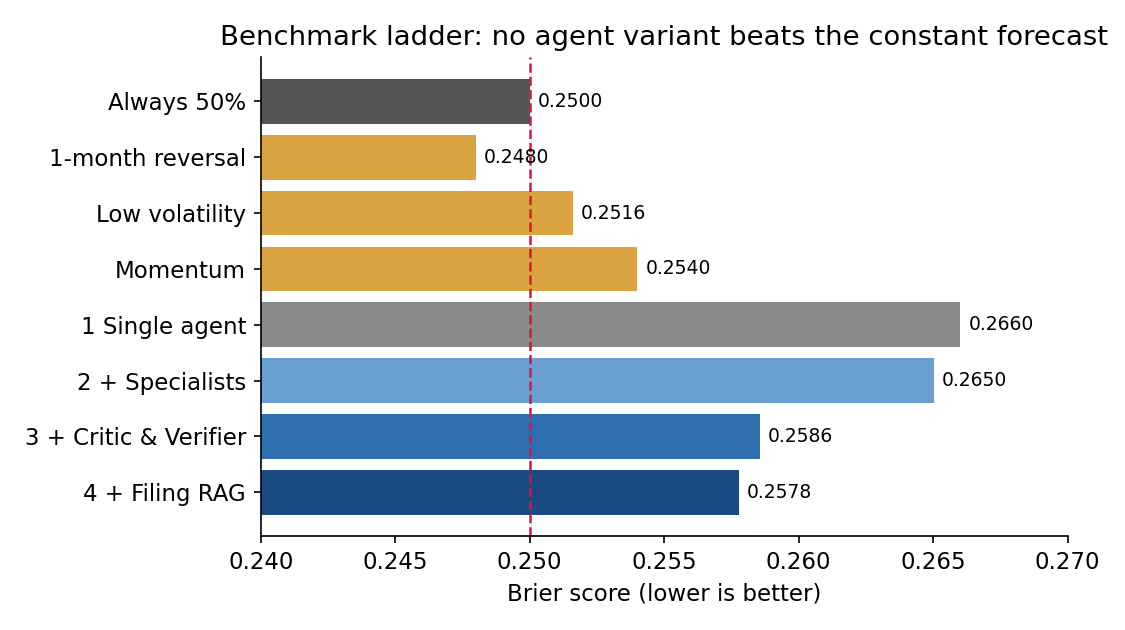 Benchmark ladder: no agent variant beats the constant forecast
Always 50%
0.2500
1-month reversal
0.2480
Low volatility
0.2516
Momentum
0.2540
1 Single agent
0.2660
2 + Specialists
0.2650
3 + Critic & Verifier
0.2586
4 + Filing RAG
0.2578
0.240 0.245 0.250 0.255 0.260 0.265 0.270
Brier score (lower is better)